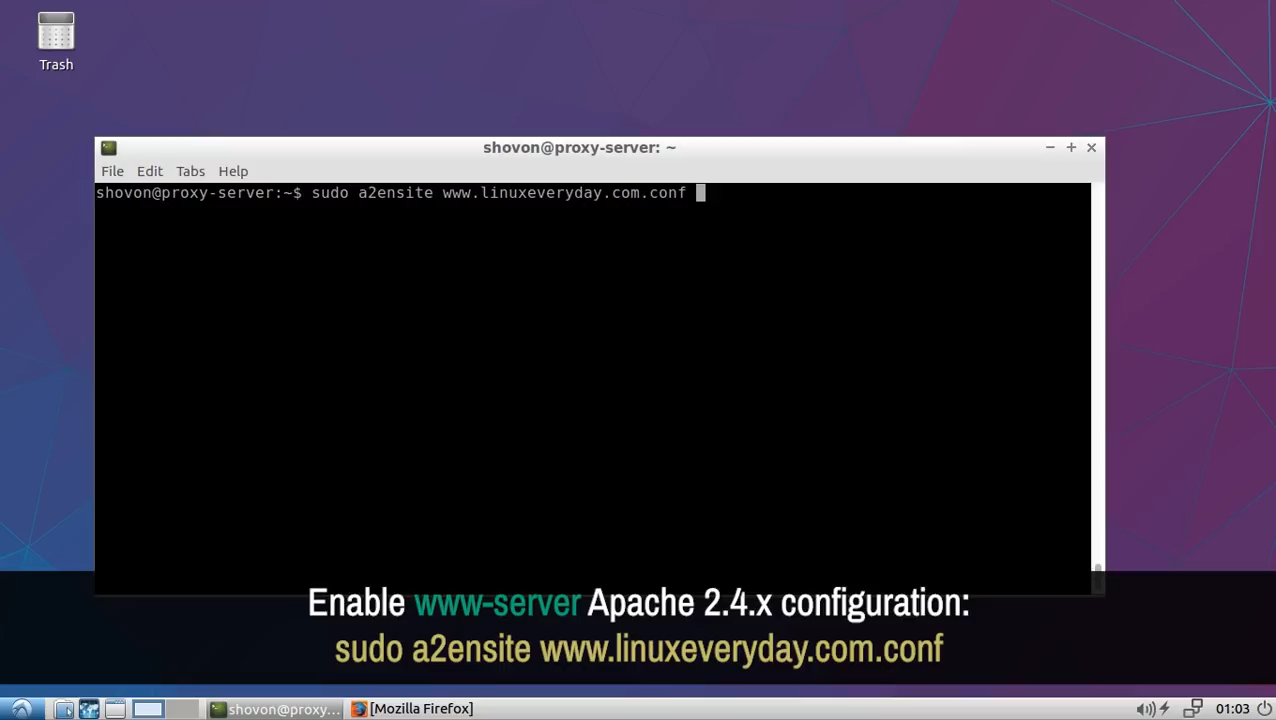 Trash
shovon@proxy-server: ~
File Edit Tabs Help
shovon@proxy-server:~$ sudo a2ensite www.linuxeveryday.com.conf
Enable www-server Apache 2.4.x configuration:
sudo a2ensite www.linuxeveryday.com.conf
shovon@proxy... [Mozilla Firefox] 01:03